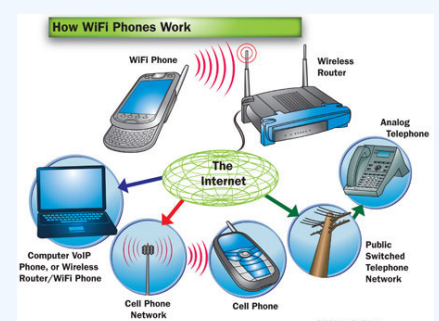 How WiFi Phones Work
WiFi Phone
Wireless
Router
Analog
Telephone
The
Internet
Computer VoIP
Phone, or Wireless
Router/WiFi Phone
Cell Phone
Network
Cell Phone
Public
Switched
Telephone
Network